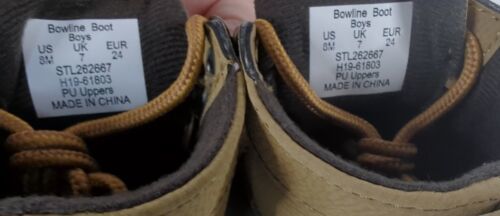 Bowline Boot
Boys
US UK EUR
8M 7 24
STL262667
H19-61803
PU Uppers
MADE IN CHINA
Bowline Boot
Boys
US UK EUR
8M 7 24
STL262667
H19-61803
PU Uppers
MADE IN CHINA